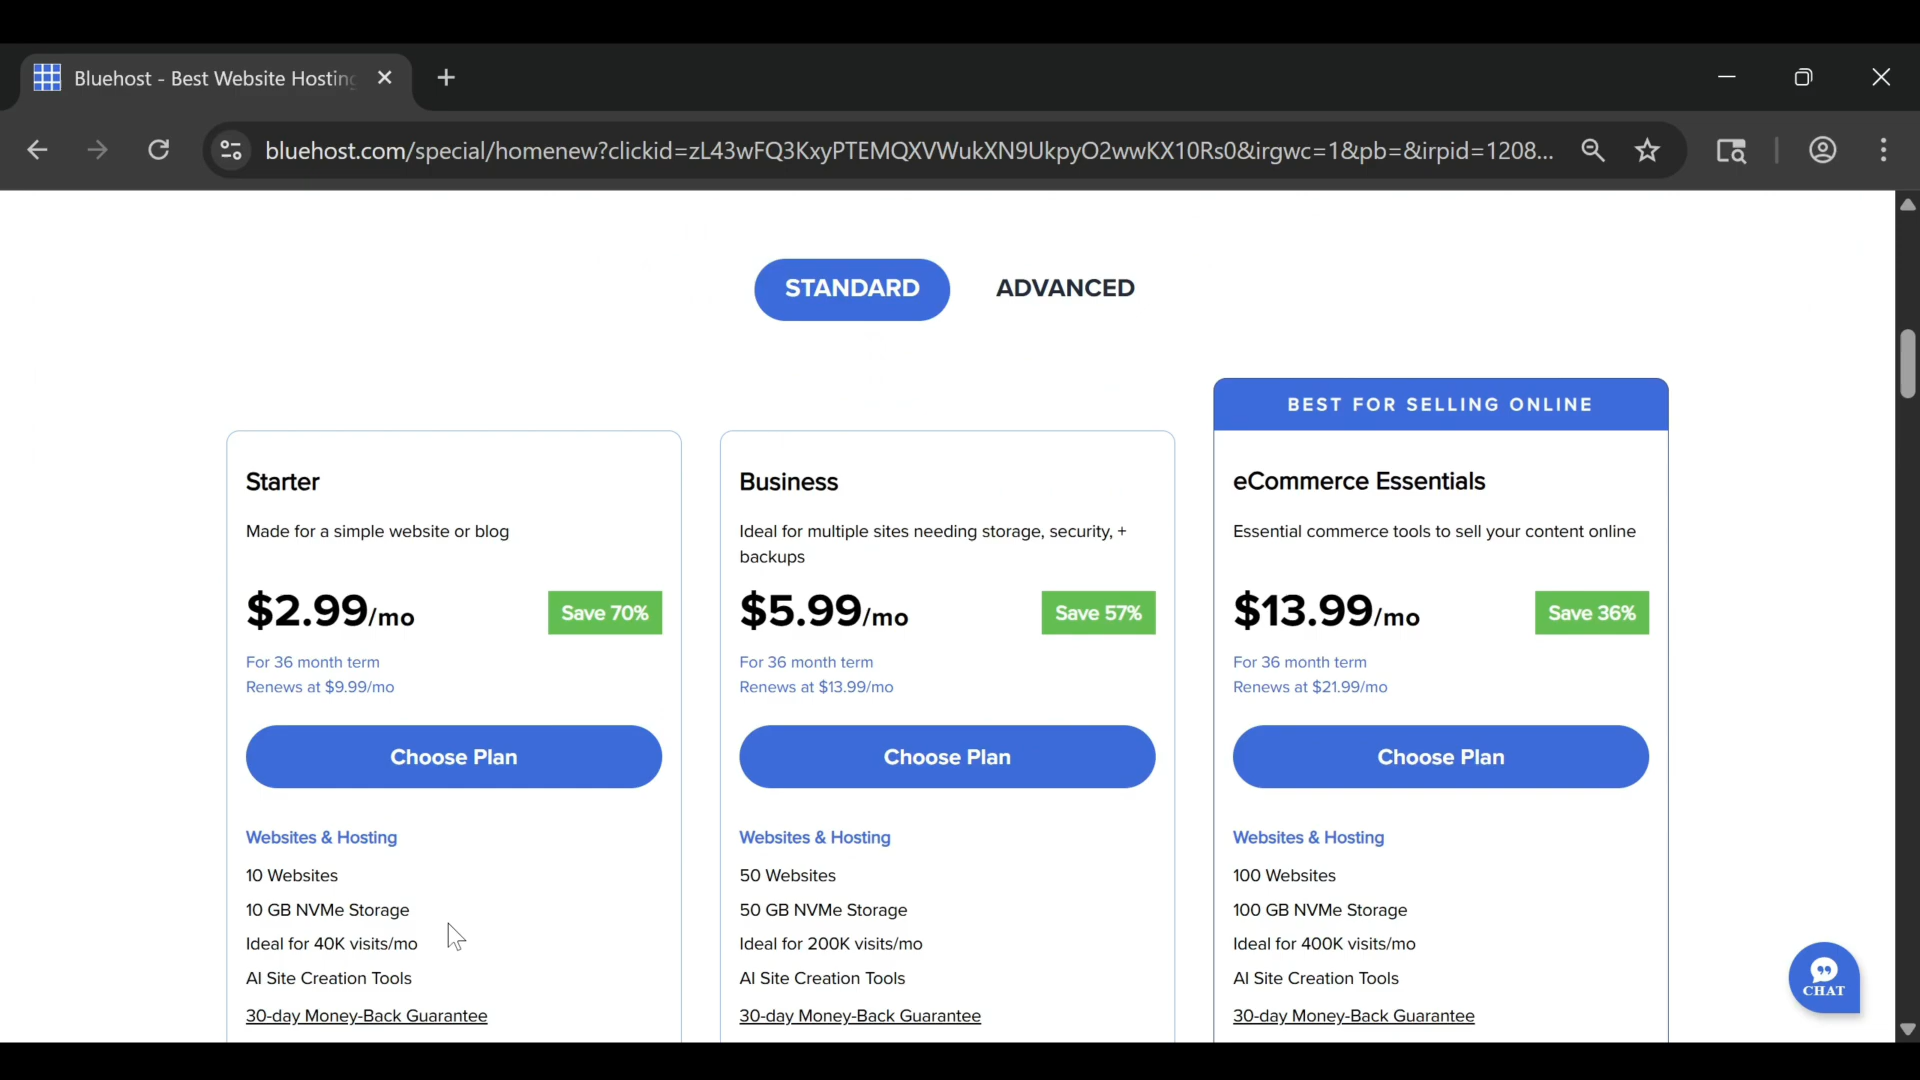 Bluehost - Best Website Hosting
bluehost.com/special/homenew?clickid=zL43wFQ3KxyPTEMQXVWukXN9UkpyO2wwKX10Rs0&irgwc=1&pb=&irpid=1208...
STANDARD
ADVANCED
BEST FOR SELLING ONLINE
Starter
Made for a simple website or blog
$2.99/mo
Save 70%
For 36 month term
Renews at $9.99/mo
Choose Plan
Websites & Hosting
10 Websites
10 GB NVMe Storage
Ideal for 40K visits/mo
AI Site Creation Tools
30-day Money-Back Guarantee
Business
Ideal for multiple sites needing storage, security, +
backups
$5.99/mo
Save 57%
For 36 month term
Renews at $13.99/mo
Choose Plan
Websites & Hosting
50 Websites
50 GB NVMe Storage
Ideal for 200K visits/mo
AI Site Creation Tools
30-day Money-Back Guarantee
eCommerce Essentials
Essential commerce tools to sell your content online
$13.99/mo
Save 36%
For 36 month term
Renews at $21.99/mo
Choose Plan
Websites & Hosting
100 Websites
100 GB NVMe Storage
Ideal for 400K visits/mo
AI Site Creation Tools
30-day Money-Back Guarantee
CHAT